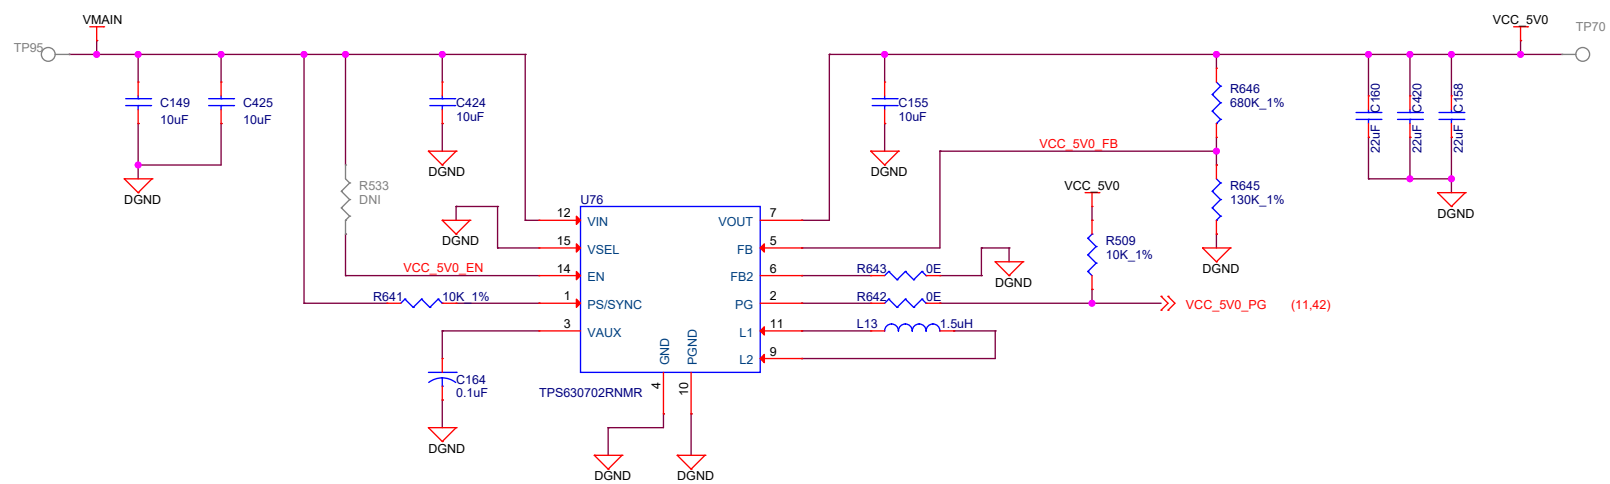 VMAIN
VCC_5V0
TP95
TP70
C149
10uF
C425
10uF
C424
10uF
C155
10uF
R646
680K_1%
C160
22uF
C420
22uF
C158
22uF
DGND
DGND
DGND
DGND
VCC_5V0_FB
R533
DNI
VCC_5V0
R645
130K_1%
U76
DGND
12 VIN
VOUT 7
15 VSEL
FB 5
R509
10K_1%
DGND
VCC_5V0_EN 14 EN
FB2 6 R643 0E
DGND
R641 10K_1% 1 PS/SYNC
PG 2 R642 0E
VCC_5V0_PG (11,42)
3 VAUX
L1 11 L13 1.5uH
L2 9
GND
PGND
4
10
C164
0.1uF
TPS630702RNMR
DGND
DGND
DGND